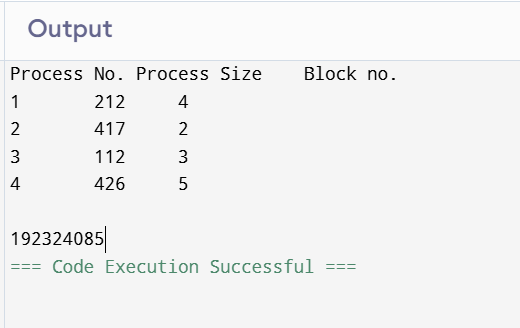 Output
Process No. Process Size    Block no.
1       212     4
2       417     2
3       112     3
4       426     5
192324085
=== Code Execution Successful ===